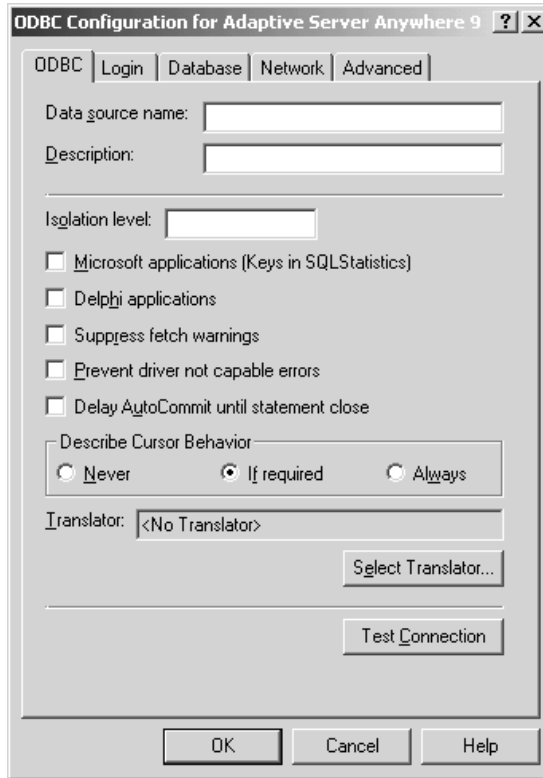 ODBC Configuration for Adaptive Server Anywhere 9
ODBC Login Database Network Advanced
Data source name:
Description:
Isolation level:
Microsoft applications (Keys in SQLStatistics)
Delphi applications
Suppress fetch warnings
Prevent driver not capable errors
Delay AutoCommit until statement close
Describe Cursor Behavior
Never If required Always
Translator: <No Translator>
Select Translator...
Test Connection
OK Cancel Help